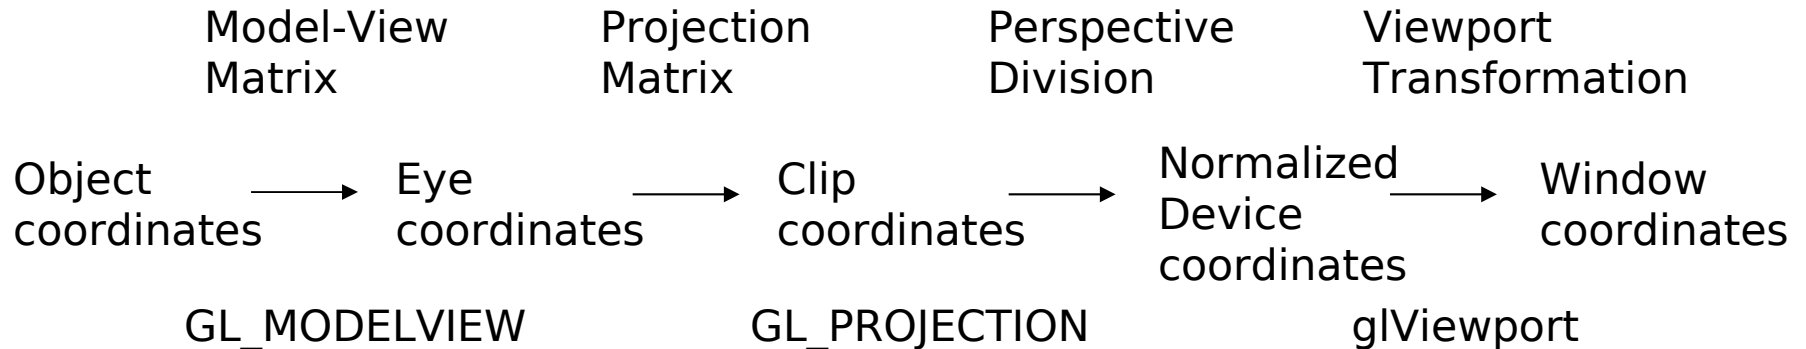 Model-View
Matrix
Projection
Matrix
Perspective
Division
Viewport
Transformation
Object
coordinates
Eye
coordinates
Clip
coordinates
Normalized
Device
coordinates
Window
coordinates
GL_MODELVIEW
GL_PROJECTION
glViewport